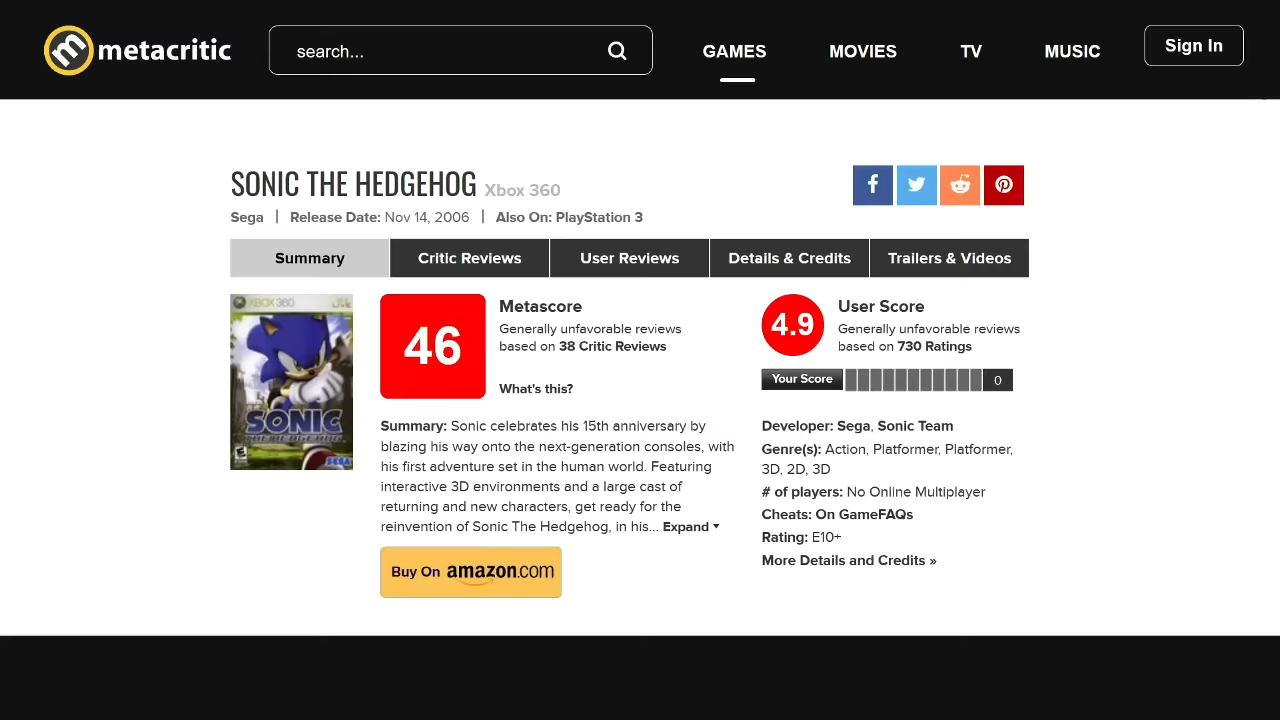 metacritic
search...
GAMES
MOVIES
TV
MUSIC
Sign In
SONIC THE HEDGEHOG Xbox 360
Sega | Release Date: Nov 14, 2006 | Also On: PlayStation 3
Summary
Critic Reviews
User Reviews
Details & Credits
Trailers & Videos
XBOX 360
LIVE
SONIC
THE HEDGEHOG
SEGA
46
Metascore
Generally unfavorable reviews
based on 38 Critic Reviews
What's this?
Summary: Sonic celebrates his 15th anniversary by
blazing his way onto the next-generation consoles, with
his first adventure set in the human world. Featuring
interactive 3D environments and a large cast of
returning and new characters, get ready for the
reinvention of Sonic The Hedgehog, in his... Expand
Buy On amazon.com
4.9
User Score
Generally unfavorable reviews
based on 730 Ratings
Your Score
0
Developer: Sega, Sonic Team
Genre(s): Action, Platformer, Platformer,
3D, 2D, 3D
# of players: No Online Multiplayer
Cheats: On GameFAQs
Rating: E10+
More Details and Credits »